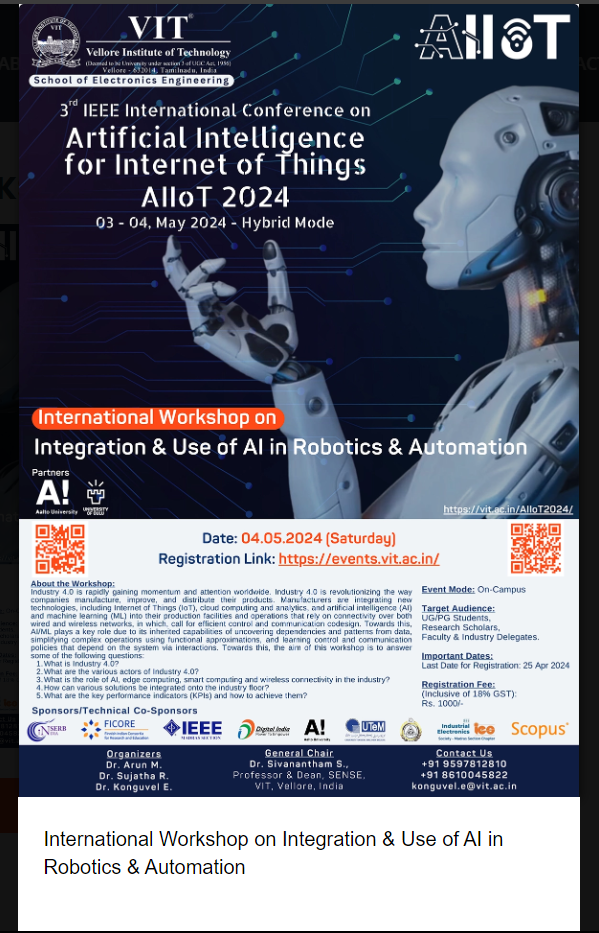 VIT
Vellore Institute of Technology
(Deemed to be University under section 3 of UGC Act, 1956)
Vellore - 632014, Tamilnadu, India
School of Electronics Engineering
AIIoT
3rd IEEE International Conference on
Artificial Intelligence
for Internet of Things
AIIoT 2024
03 - 04, May 2024 - Hybrid Mode
International Workshop on
Integration & Use of AI in Robotics & Automation
Partners
A!
Aalto University
UNIVERSITY
OF OULU
https://vit.ac.in/AIIoT2024/
Date: 04.05.2024 (Saturday)
Registration Link: https://events.vit.ac.in/
About the Workshop:
Industry 4.0 is rapidly gaining momentum and attention worldwide. Industry 4.0 is revolutionizing the way
companies manufacture, improve, and distribute their products. Manufacturers are integrating new
technologies, including Internet of Things (IoT), cloud computing and analytics, and artificial intelligence (AI)
and machine learning (ML) into their production facilities and operations that rely on connectivity over both
wired and wireless networks, in which, call for efficient control and communication codesign. Towards this,
AI/ML plays a key role due to its inherited capabilities of uncovering dependencies and patterns from data,
simplifying complex operations using functional approximations, and learning control and communication
policies that depend on the system via interactions. Towards this, the aim of this workshop is to answer
some of the following questions:
1. What is Industry 4.0?
2. What are the various actors of Industry 4.0?
3. What is the role of AI, edge computing, smart computing and wireless connectivity in the industry?
4. How can various solutions be integrated onto the industry floor?
5. What are the key performance indicators (KPIs) and how to achieve them?
Event Mode: On-Campus
Target Audience:
UG/PG Students,
Research Scholars,
Faculty & Industry Delegates.
Important Dates:
Last Date for Registration: 25 Apr 2024
Registration Fee:
(Inclusive of 18% GST):
Rs. 1000/-
Sponsors/Technical Co-Sponsors
SERB
FICORE
IEEE
MADRAS SECTION
Digital India
A!
Aalto University
UTeM
Industrial
Electronics
Scopus
Organizers
Dr. Arun M.
Dr. Sujatha R.
Dr. Konguvel E.
General Chair
Dr. Sivanantham S.,
Professor & Dean, SENSE,
VIT, Vellore, India
Contact Us
+91 9597812810
+91 8610045822
konguvel.e@vit.ac.in
International Workshop on Integration & Use of AI in
Robotics & Automation